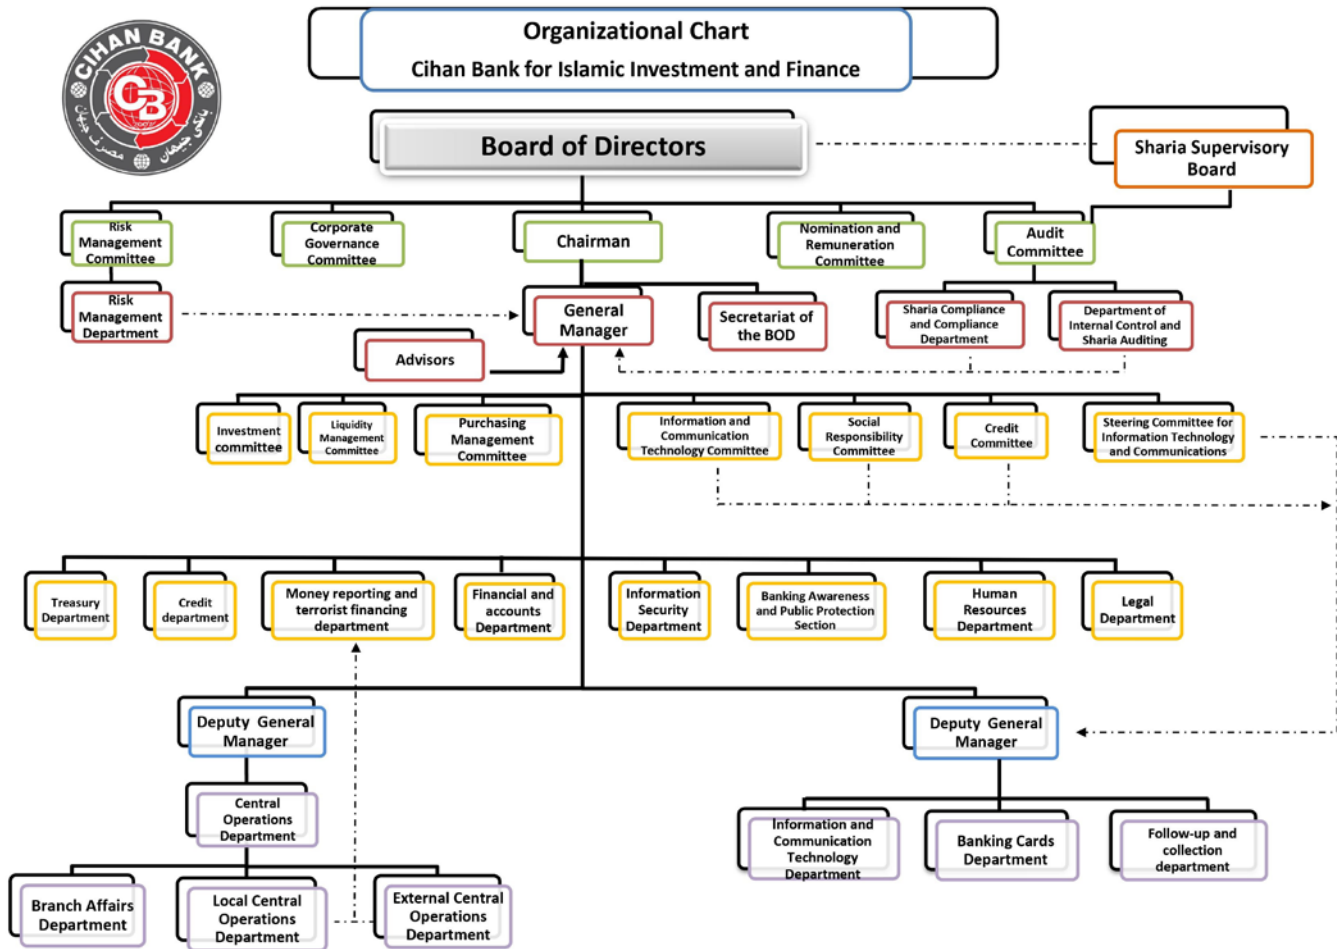 Organizational Chart
Cihan Bank for Islamic Investment and Finance
CIHAN BANK
CB
بانکی جیهان
مصرف جيهان
Board of Directors
Sharia Supervisory
Board
Risk
Management
Committee
Corporate
Governance
Committee
Chairman
Nomination and
Remuneration
Committee
Audit
Committee
Risk
Management
Department
General
Manager
Secretariat of
the BOD
Sharia Compliance
and Compliance
Department
Department of
Internal Control and
Sharia Auditing
Advisors
Investment
committee
Liquidity
Management
Committee
Purchasing
Management
Committee
Information and
Communication
Technology Committee
Social
Responsibility
Committee
Credit
Committee
Steering Committee for
Information Technology
and Communications
Treasury
Department
Credit
department
Money reporting and
terrorist financing
department
Financial and
accounts
Department
Information
Security
Department
Banking Awareness
and Public Protection
Section
Human
Resources
Department
Legal
Department
Deputy General
Manager
Deputy General
Manager
Central
Operations
Department
Information and
Communication
Technology
Department
Banking Cards
Department
Follow-up and
collection
department
Branch Affairs
Department
Local Central
Operations
Department
External Central
Operations
Department